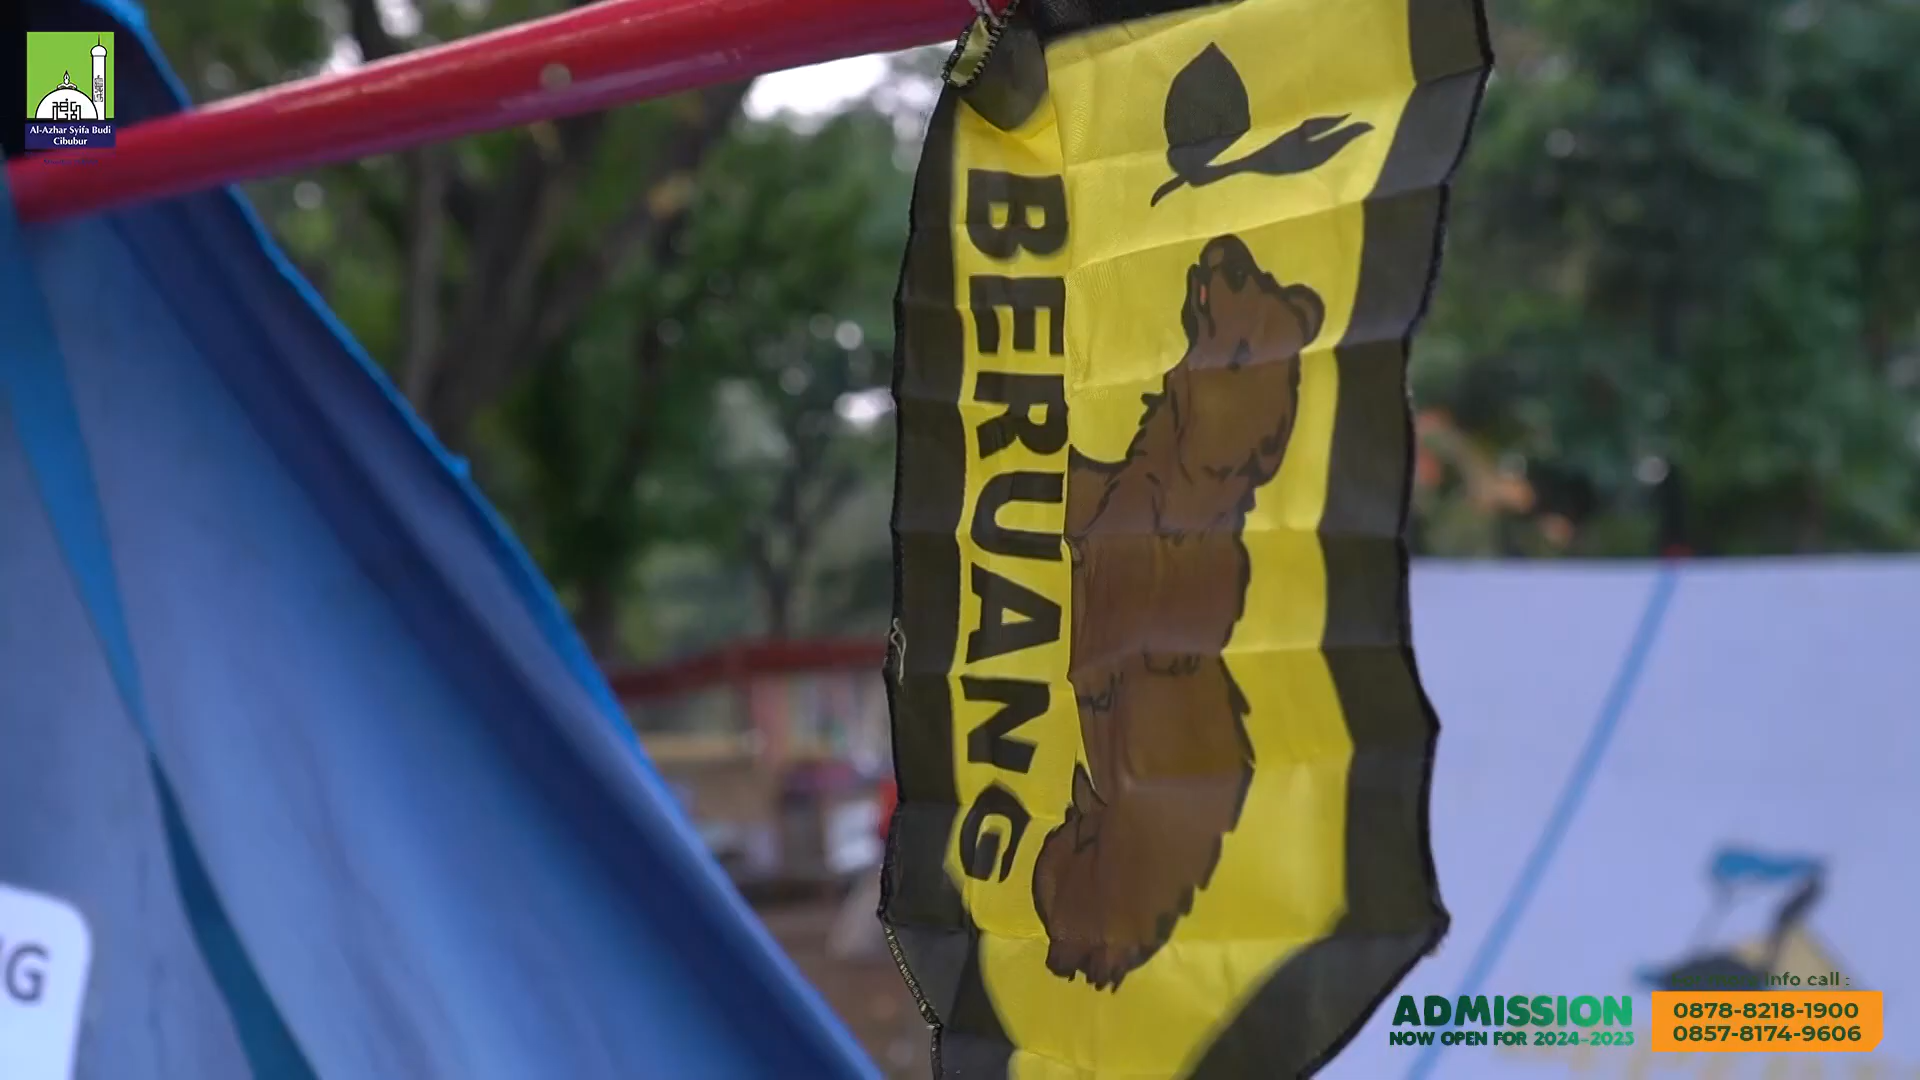 Al-Azhar Syifa Budi
Cibubur
BERUANG
NG
info call :
ADMISSION
NOW OPEN FOR 2024-2025
0878-8218-1900
0857-8174-9606